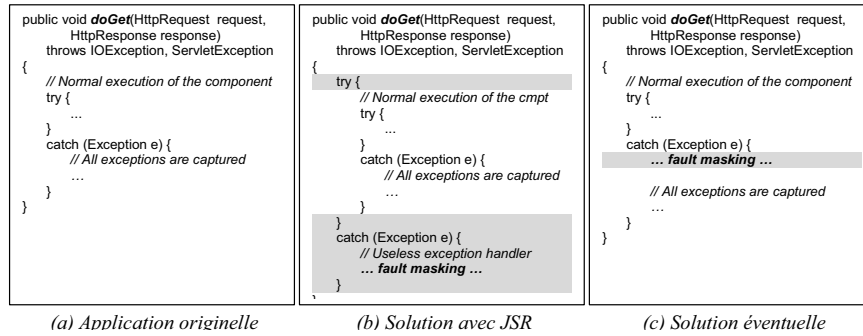 public void doGet(HttpRequest request,
HttpResponse response)
throws IOException, ServletException
{
// Normal execution of the component
try {
...
}
catch (Exception e) {
// All exceptions are captured
…
}
}
(a) Application originelle
public void doGet(HttpRequest request,
HttpResponse response)
throws IOException, ServletException
{
try {
// Normal execution of the cmpt
try {
...
}
catch (Exception e) {
// All exceptions are captured
…
}
}
catch (Exception e) {
// Useless exception handler
… fault masking …
}
}
(b) Solution avec JSR
public void doGet(HttpRequest request,
HttpResponse response)
throws IOException, ServletException
{
// Normal execution of the component
try {
...
}
catch (Exception e) {
… fault masking …
// All exceptions are captured
…
}
}
(c) Solution éventuelle